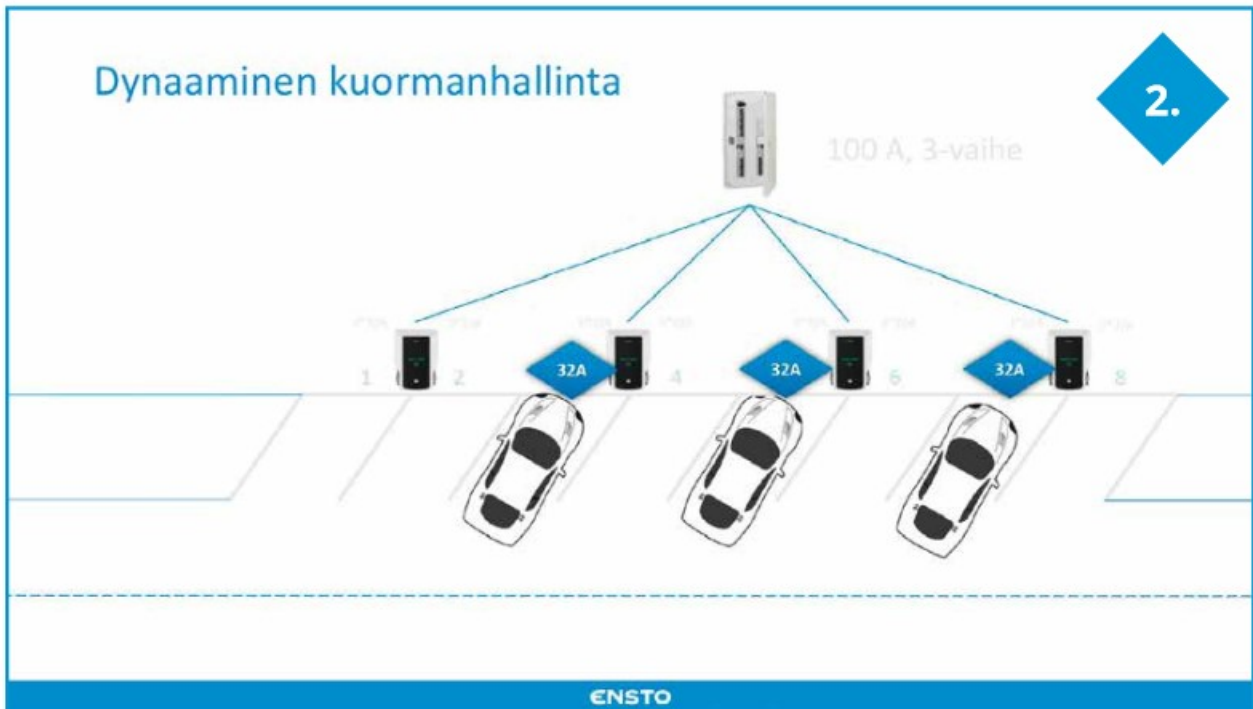 Dynaaminen kuormanhallinta
2.
100 A, 3-vaihe
32A
32A
32A
1
2
4
6
8
ENSTO